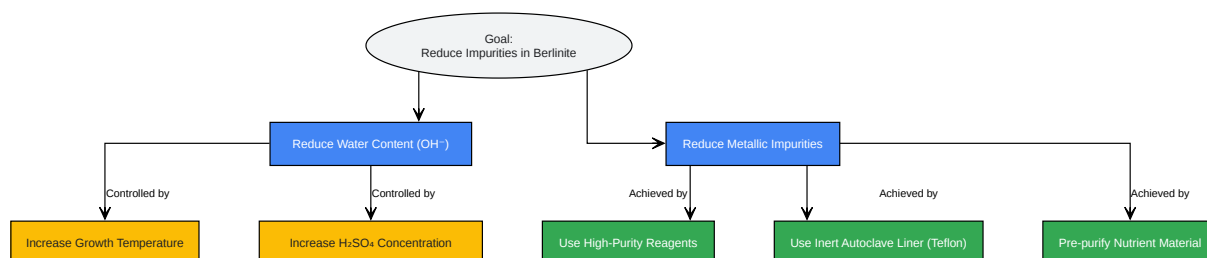 Goal:
Reduce Impurities in Berlinite
Reduce Water Content (OH⁻)
Reduce Metallic Impurities
Controlled by
Controlled by
Achieved by
Achieved by
Achieved by
Increase Growth Temperature
Increase H₂SO₄ Concentration
Use High-Purity Reagents
Use Inert Autoclave Liner (Teflon)
Pre-purify Nutrient Material